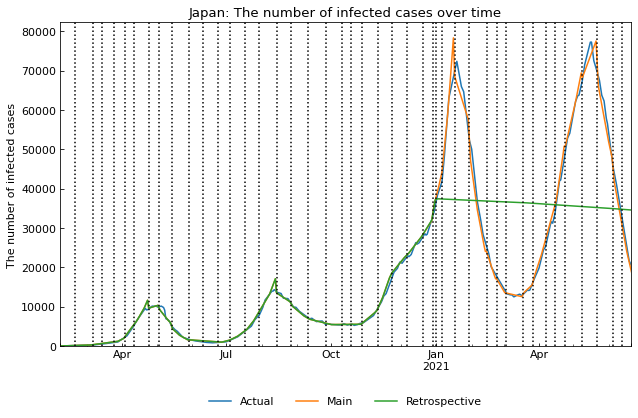 Japan: The number of infected cases over time
The number of infected cases
80000
70000
60000
50000
40000
30000
20000
10000
0
Apr Jul Oct Jan Apr
2021
Actual Main Retrospective